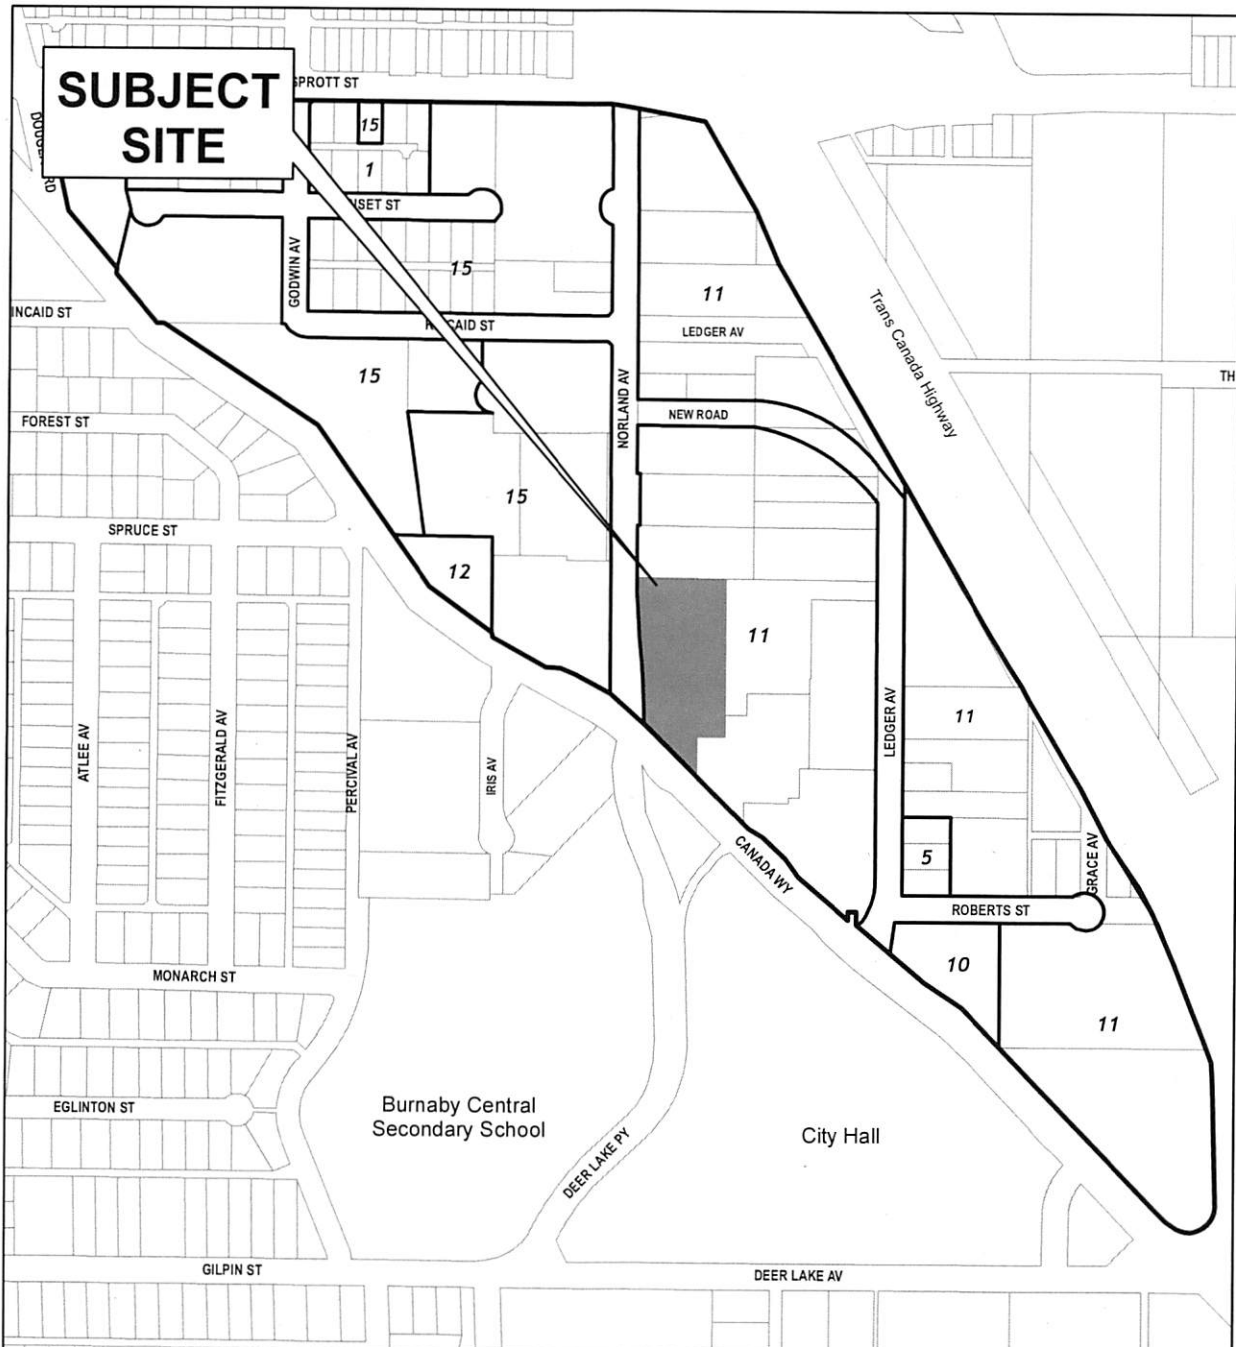 SUBJECT
SITE
SPROTT ST
RD
15
1
NSET ST
GODWIN AV
15
11
Trans Canada Highway
INCAID ST
CAID ST
LEDGER AV
15
TH
NORLAND AV
NEW ROAD
FOREST ST
15
SPRUCE ST
12
11
ATLEE AV
FITZGERALD AV
PERCIVAL AV
IRIS AV
LEDGER AV
11
CANADA WY
5
GRACE AV
ROBERTS ST
MONARCH ST
10
11
EGLINTON ST
Burnaby Central
Secondary School
DEER LAKE PY
City Hall
GILPIN ST
DEER LAKE AV